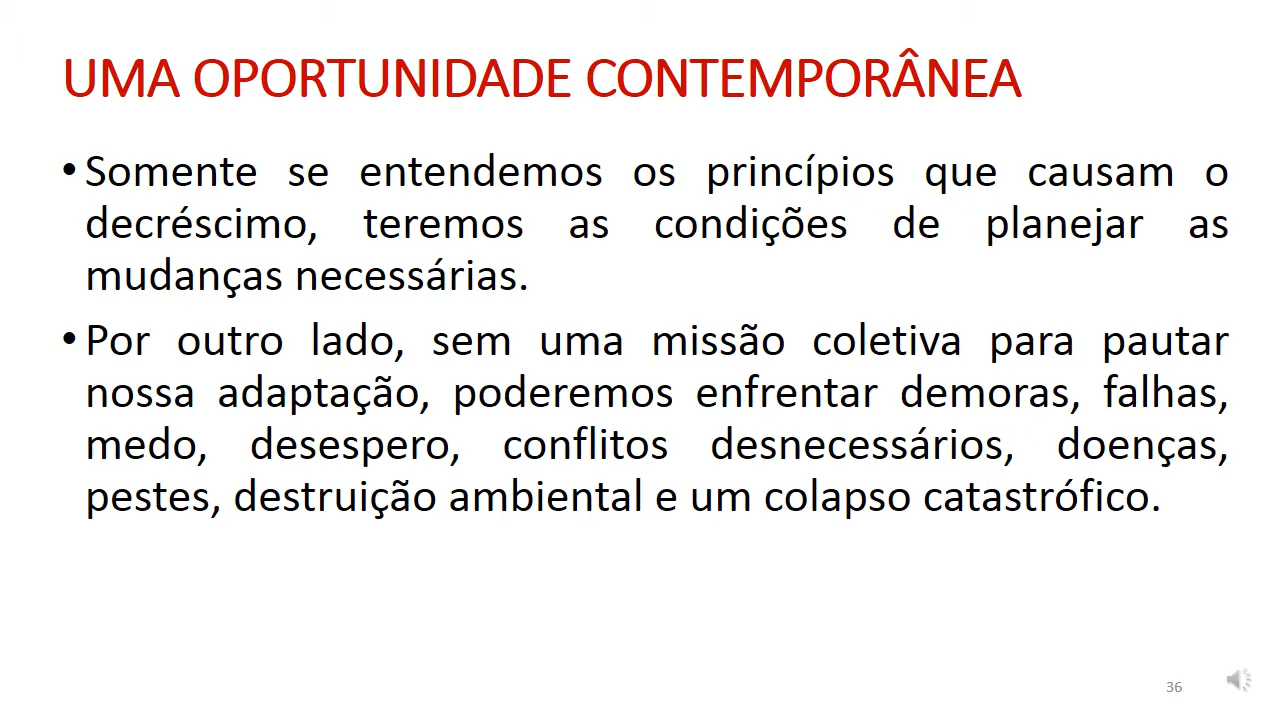 UMA OPORTUNIDADE CONTEMPORÂNEA
• Somente se entendemos os princípios que causam o
decréscimo, teremos as condições de planejar as
mudanças necessárias.
• Por outro lado, sem uma missão coletiva para pautar
nossa adaptação, poderemos enfrentar demoras, falhas,
medo, desespero, conflitos desnecessários, doenças,
pestes, destruição ambiental e um colapso catastrófico.
36